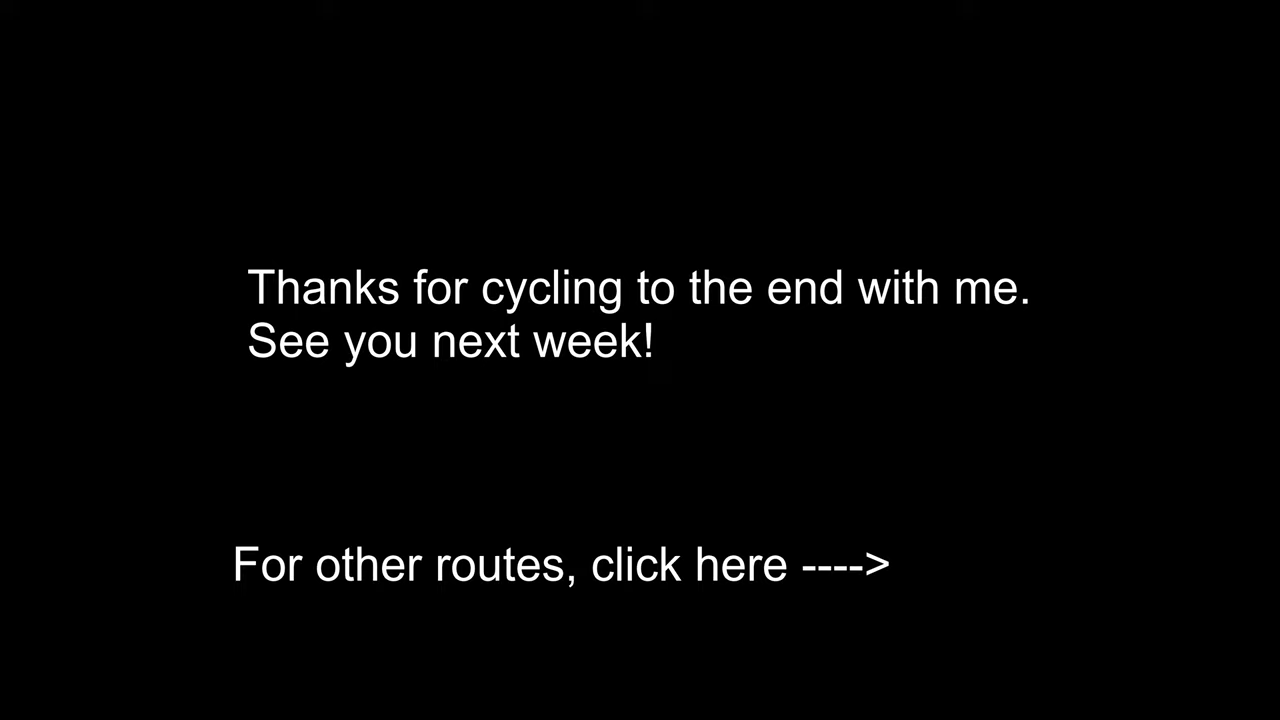 Thanks for cycling to the end with me.
See you next week!
For other routes, click here ---->